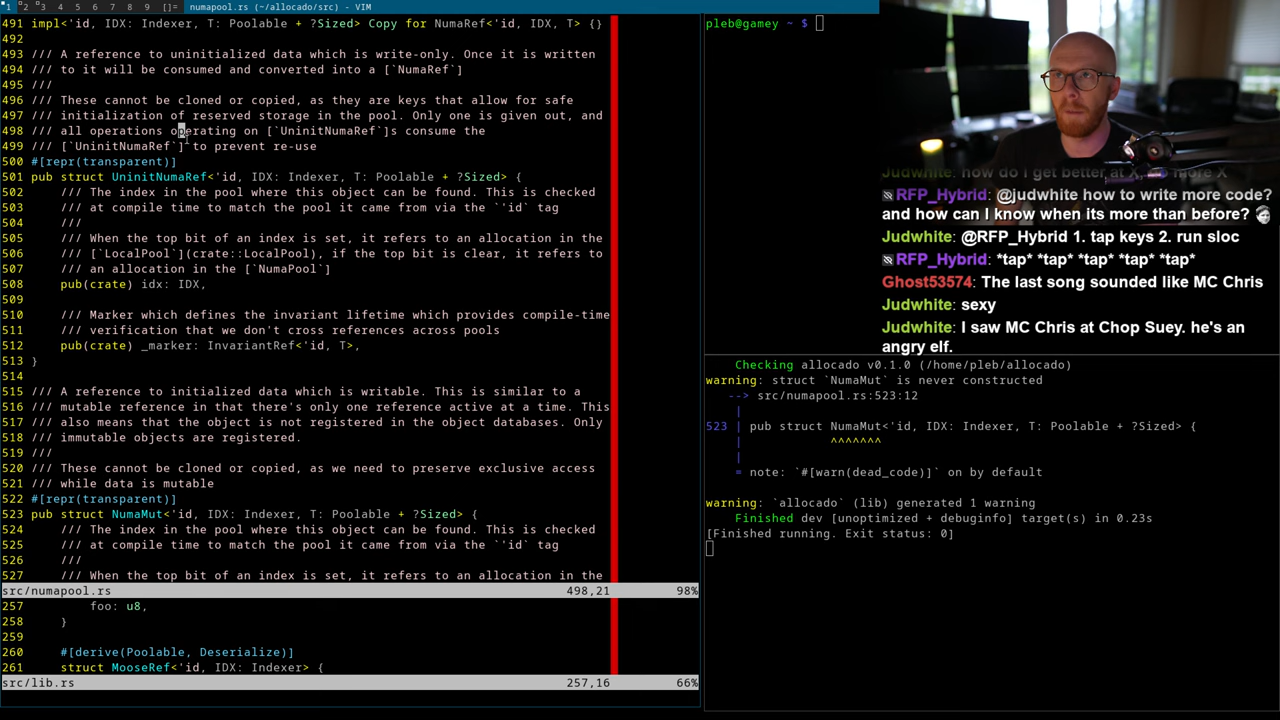 1 2 3 4 5 6 7 8 9 []= numapool.rs (~/allocado/src) - VIM
491 impl<'id, IDX: Indexer, T: Poolable + ?Sized> Copy for NumaRef<'id, IDX, T> {}
492
493 /// A reference to uninitialized data which is write-only. Once it is written
494 /// to it will be consumed and converted into a [`NumaRef`]
495 ///
496 /// These cannot be cloned or copied, as they are keys that allow for safe
497 /// initialization of reserved storage in the pool. Only one is given out, and
498 /// all operations operating on [`UninitNumaRef`]s consume the
499 /// [`UninitNumaRef`] to prevent re-use
500 #[repr(transparent)]
501 pub struct UninitNumaRef<'id, IDX: Indexer, T: Poolable + ?Sized> {
502     /// The index in the pool where this object can be found. This is checked
503     /// at compile time to match the pool it came from via the `'id` tag
504     ///
505     /// When the top bit of an index is set, it refers to an allocation in the
506     /// [`LocalPool`](crate::LocalPool), if the top bit is clear, it refers to
507     /// an allocation in the [`NumaPool`]
508     pub(crate) idx: IDX,
509
510     /// Marker which defines the invariant lifetime which provides compile-time
511     /// verification that we don't cross references across pools
512     pub(crate) _marker: InvariantRef<'id, T>,
513 }
514
515 /// A reference to initialized data which is writable. This is similar to a
516 /// mutable reference in that there's only one reference active at a time. This
517 /// also means that the object is not registered in the object databases. Only
518 /// immutable objects are registered.
519 ///
520 /// These cannot be cloned or copied, as we need to preserve exclusive access
521 /// while data is mutable
522 #[repr(transparent)]
523 pub struct NumaMut<'id, IDX: Indexer, T: Poolable + ?Sized> {
524     /// The index in the pool where this object can be found. This is checked
525     /// at compile time to match the pool it came from via the `'id` tag
526     ///
527     /// When the top bit of an index is set, it refers to an allocation in the
src/numapool.rs 498,21 98%
257         foo: u8,
258     }
259
260     #[derive(Poolable, Deserialize)]
261     struct MooseRef<'id, IDX: Indexer> {
src/lib.rs 257,16 66%
pleb@gamey ~ $
Judwhite: how do I get better at X, do more X
RFP_Hybrid: @judwhite how to write more code?
and how can I know when its more than before?
Judwhite: @RFP_Hybrid 1. tap keys 2. run sloc
RFP_Hybrid: *tap* *tap* *tap* *tap* *tap*
Ghost53574: The last song sounded like MC Chris
Judwhite: sexy
Judwhite: I saw MC Chris at Chop Suey. he's an
angry elf.
Checking allocado v0.1.0 (/home/pleb/allocado)
warning: struct `NumaMut` is never constructed
--> src/numapool.rs:523:12
|
523 | pub struct NumaMut<'id, IDX: Indexer, T: Poolable + ?Sized> {
|            ^^^^^^^
|
= note: `#[warn(dead_code)]` on by default
warning: `allocado` (lib) generated 1 warning
Finished dev [unoptimized + debuginfo] target(s) in 0.23s
[Finished running. Exit status: 0]